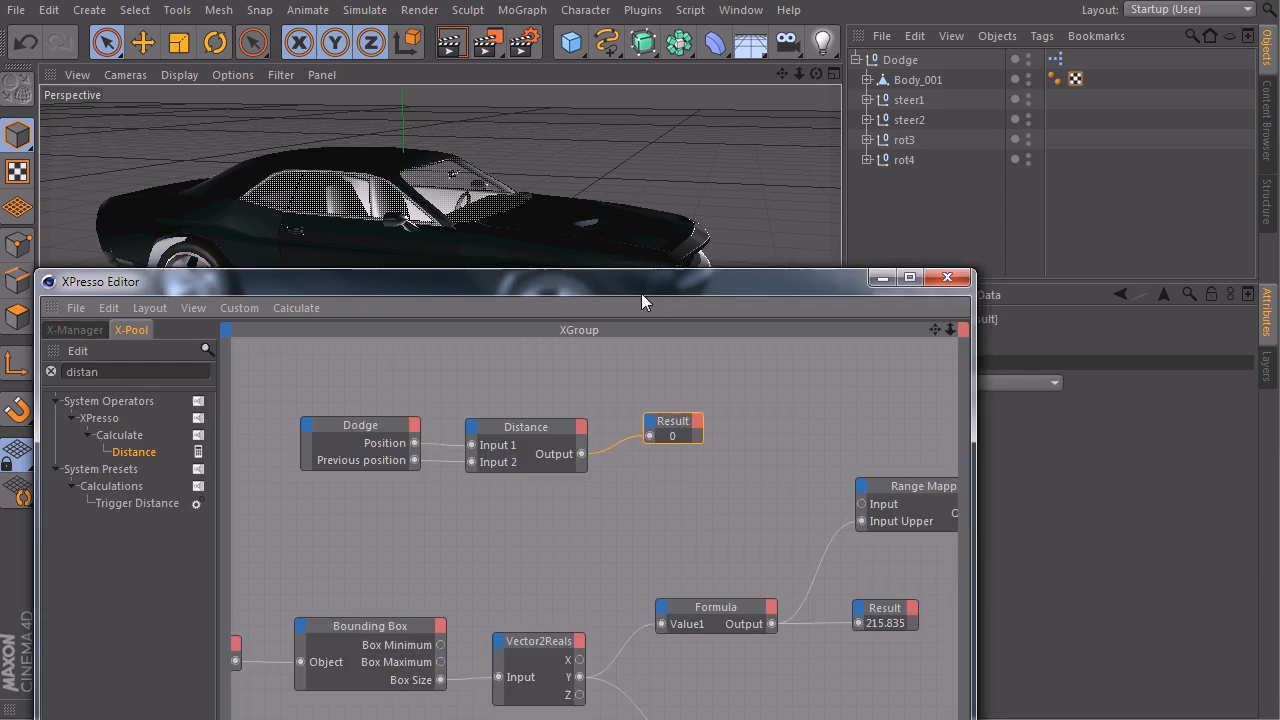 File Edit Create Select Tools Mesh Snap Animate Simulate Render Sculpt MoGraph Character Plugins Script Window Help
Layout: Startup (User)
X Y Z
File Edit View Objects Tags Bookmarks
View Cameras Display Options Filter Panel
Perspective
Dodge
Body_001
steer1
steer2
rot3
rot4
Objects
Content Browser
Structure
Attributes
Layers
XPresso Editor
File Edit Layout View Custom Calculate
X-Manager X-Pool
XGroup
Edit
distan
System Operators
XPresso
Calculate
Distance
System Presets
Calculations
Trigger Distance
Data
sult]
Dodge
Position
Previous position
Distance
Input 1
Input 2
Output
Result
0
Range Mapp
Input
Input Upper
Formula
Value1 Output
Result
215.835
Bounding Box
Box Minimum
Object Box Maximum
Box Size
Vector2Reals
X
Input Y
Z
MAXON
CINEMA 4D